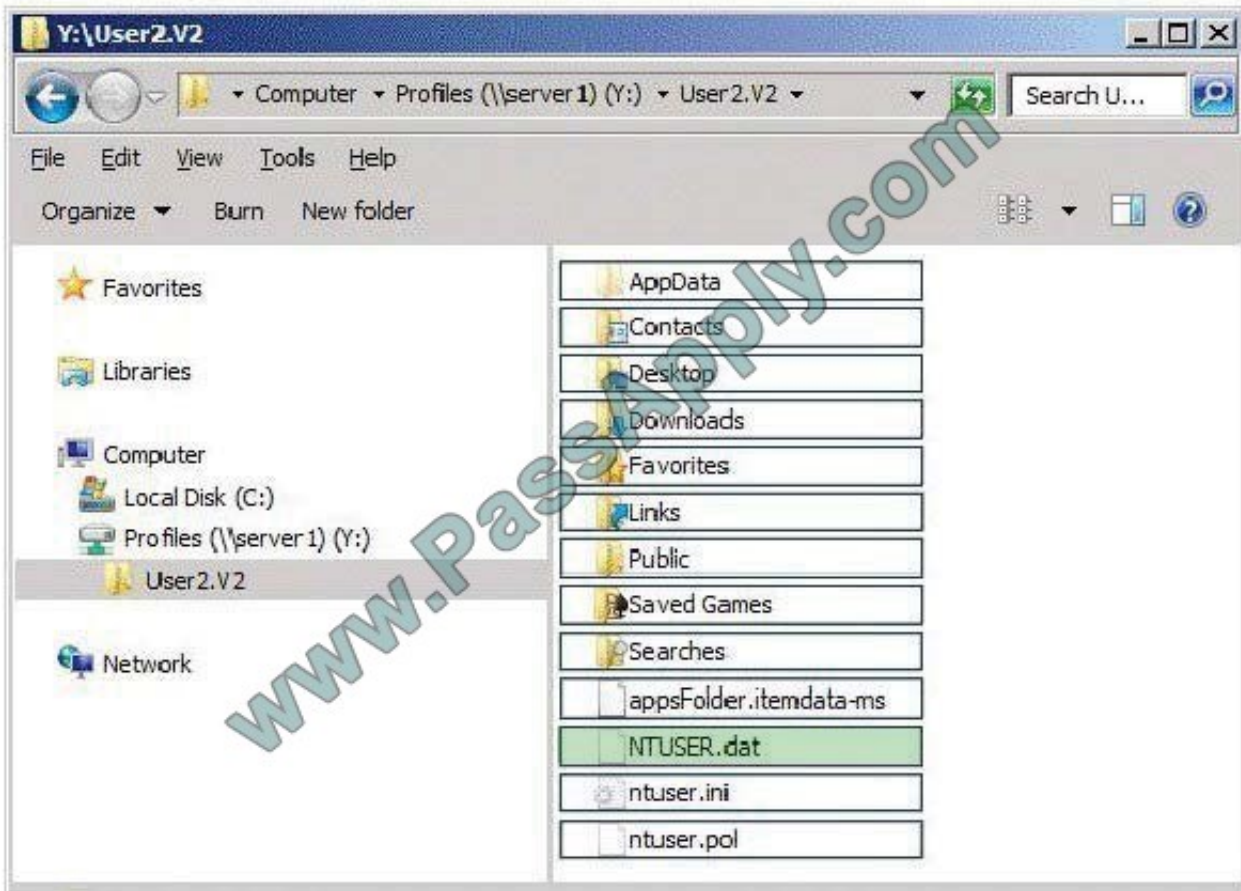 Y:\User2.V2
Computer Profiles (\\server1) (Y:) User2.V2
Search U...
File Edit View Tools Help
Organize Burn New folder
Favorites
Libraries
Computer
Local Disk (C:)
Profiles (\\server1) (Y:)
User2.V2
Network
AppData
Contacts
Desktop
Downloads
Favorites
Links
Public
Saved Games
Searches
appsFolder.itemdata-ms
NTUSER.dat
ntuser.ini
ntuser.pol
www.PassApply.com